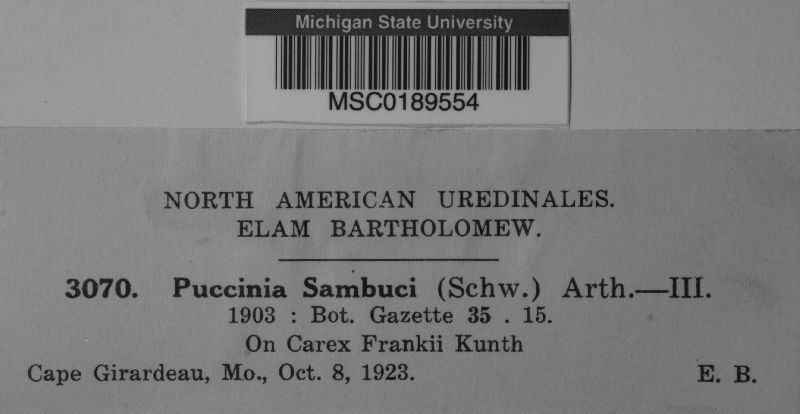 Michigan State University
MSC0189554
NORTH AMERICAN UREDINALES.
ELAM BARTHOLOMEW.
3070. Puccinia Sambuci (Schw.) Arth.—III.
1903 : Bot. Gazette 35 . 15.
On Carex Frankii Kunth
Cape Girardeau, Mo., Oct. 8, 1923. E. B.